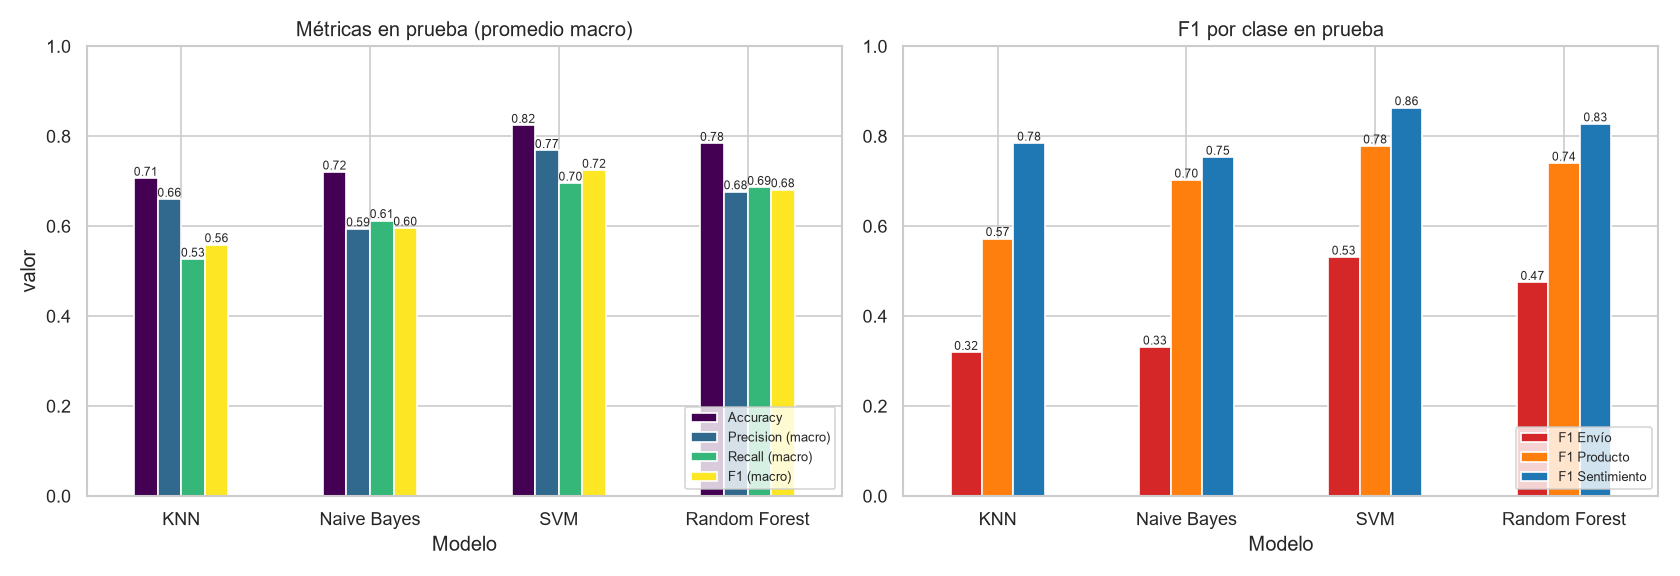 Métricas en prueba (promedio macro)
1.0
0.8
0.6
0.4
0.2
0.0
valor
0.71
0.66
0.53
0.56
0.72
0.59
0.61
0.60
0.82
0.77
0.70
0.72
0.78
0.68
0.69
0.68
Accuracy
Precision (macro)
Recall (macro)
F1 (macro)
KNN
Naive Bayes
SVM
Random Forest
Modelo
F1 por clase en prueba
1.0
0.8
0.6
0.4
0.2
0.0
0.32
0.57
0.78
0.33
0.70
0.75
0.53
0.78
0.86
0.47
0.74
0.83
F1 Envío
F1 Producto
F1 Sentimiento
KNN
Naive Bayes
SVM
Random Forest
Modelo